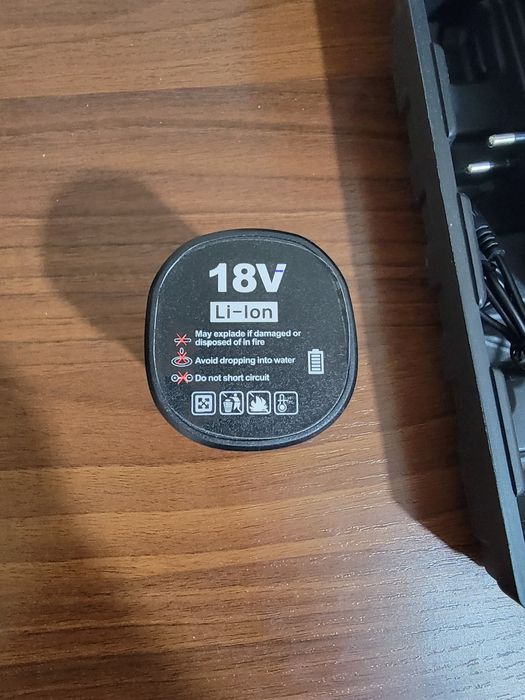 18V
Li-Ion
May explade if damaged or
disposed of in fire
Avoid dropping into water
Do not short circuit